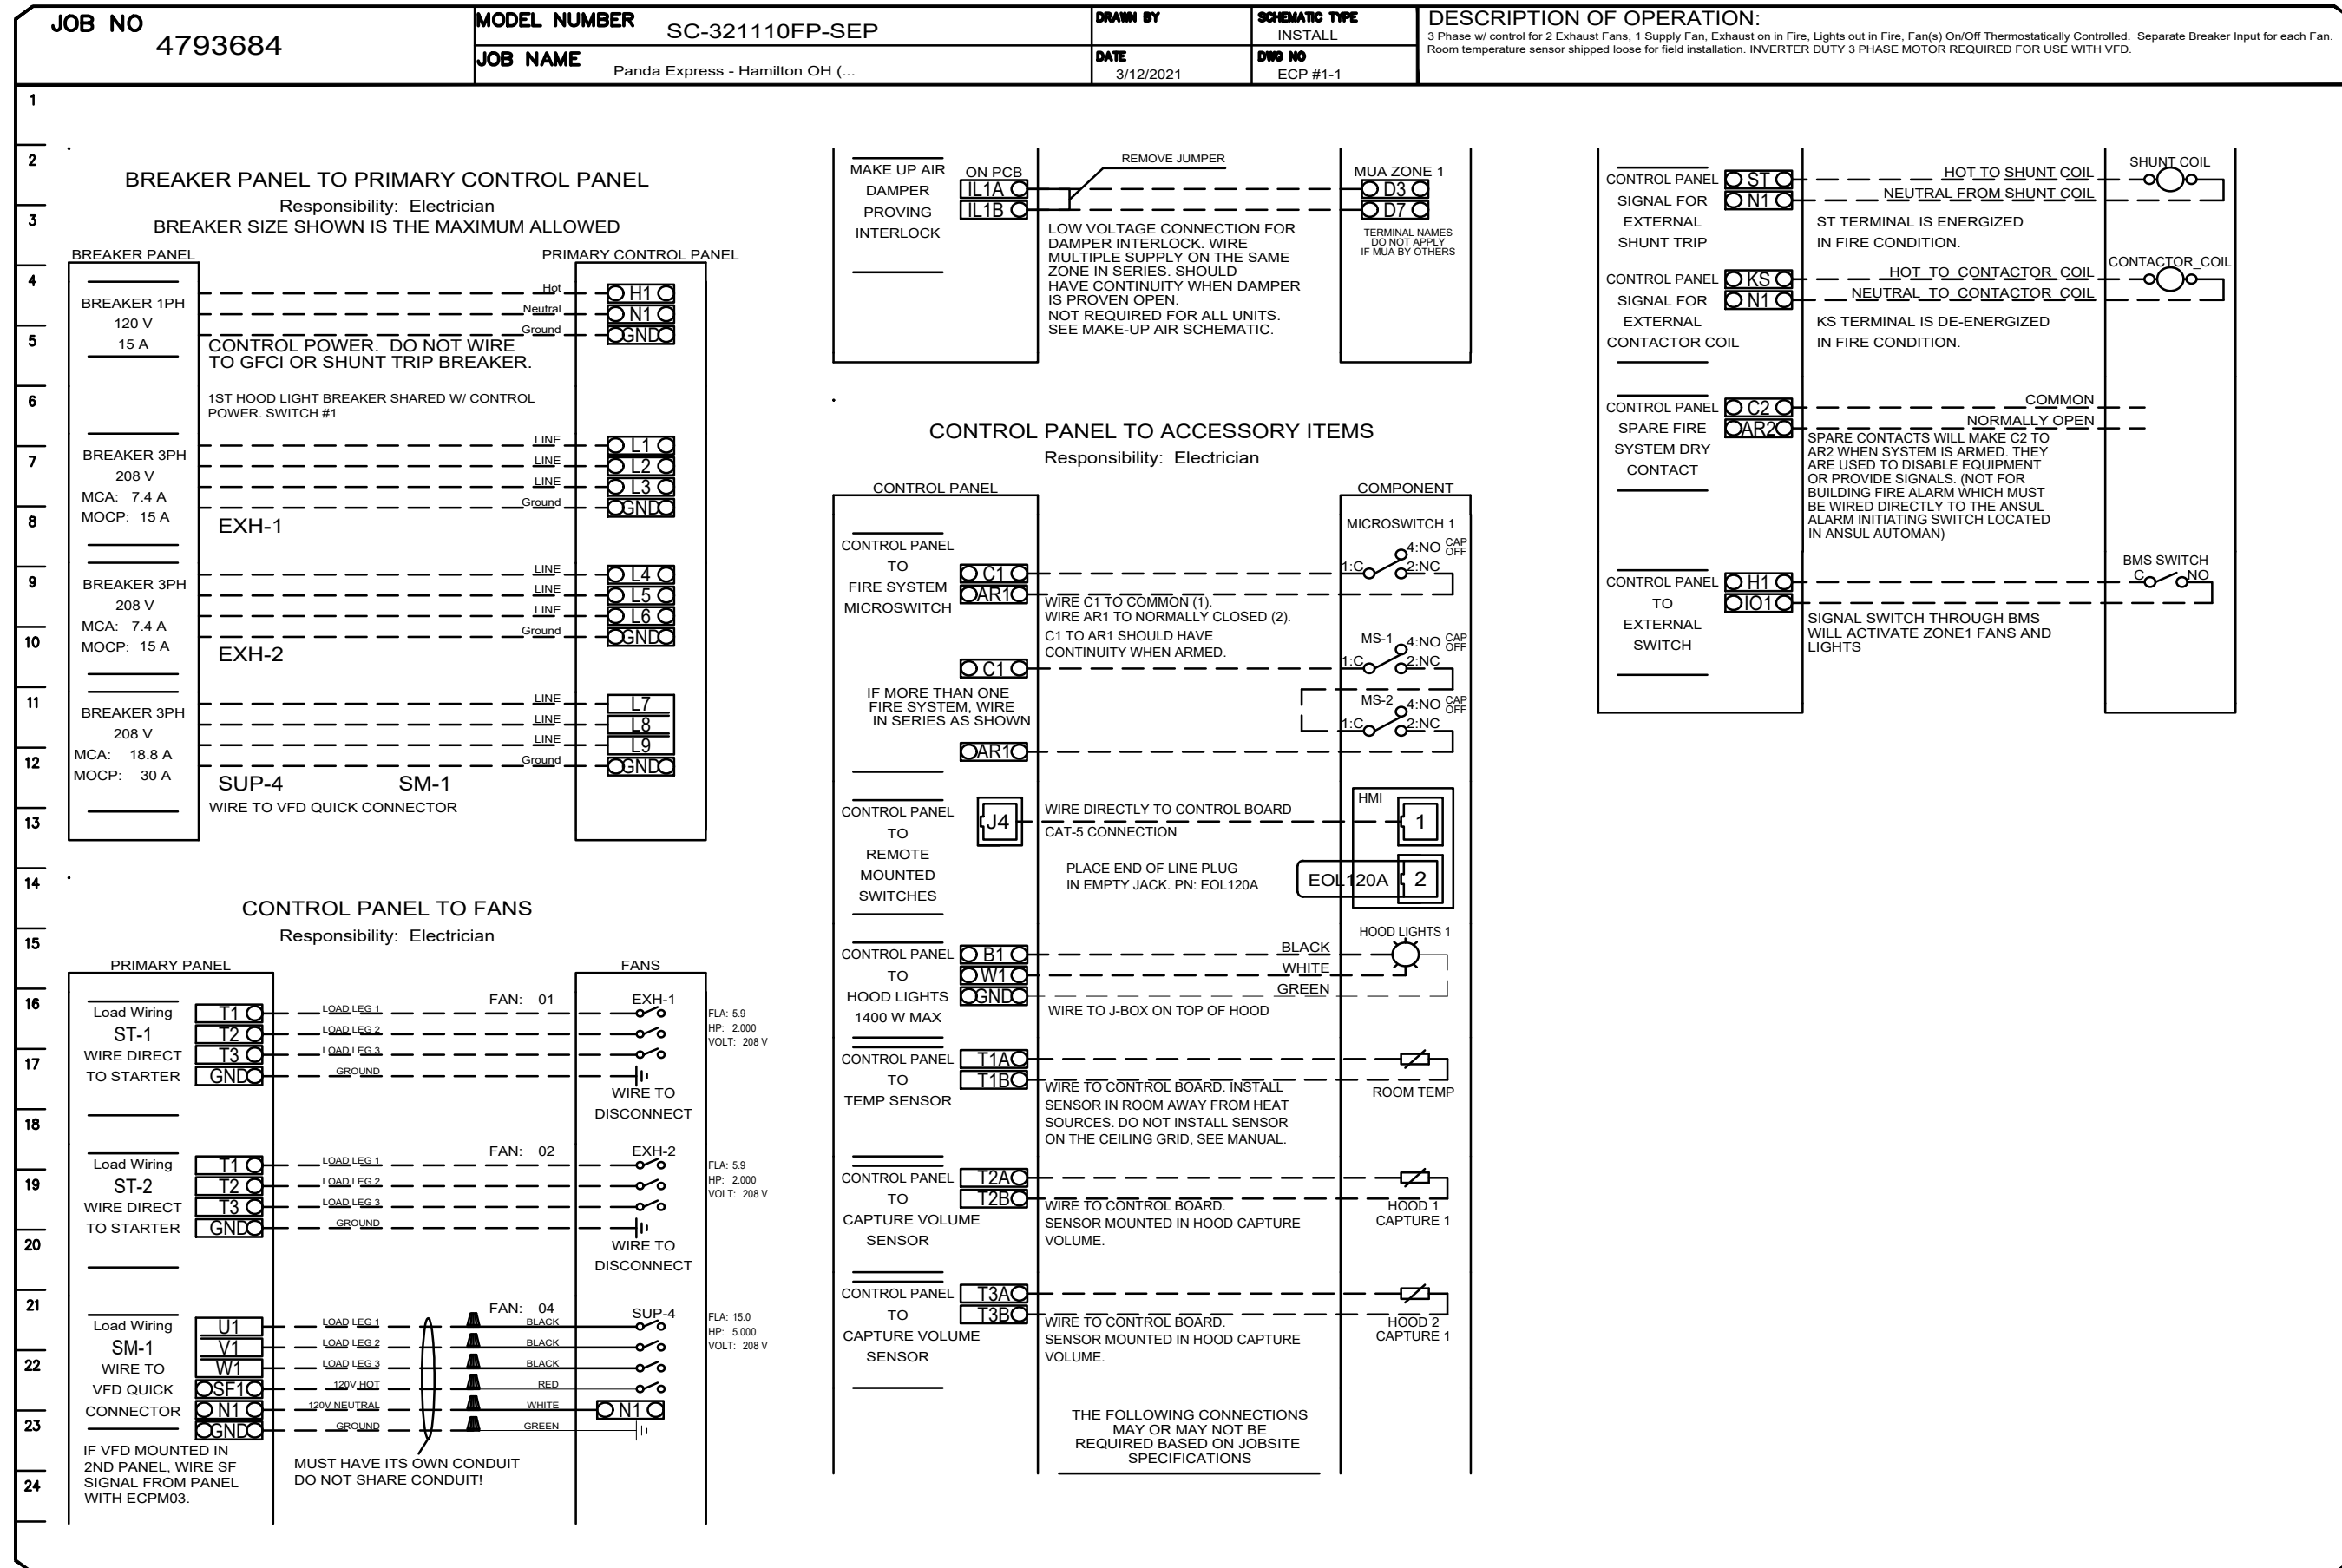 JOB NO
4793684
MODEL NUMBER SC-321110FP-SEP
JOB NAME Panda Express - Hamilton OH (...
DRAWN BY
DATE
3/12/2021
SCHEMATIC TYPE
INSTALL
DWG NO
ECP #1-1
DESCRIPTION OF OPERATION:
3 Phase w/ control for 2 Exhaust Fans, 1 Supply Fan, Exhaust on in Fire, Lights out in Fire, Fan(s) On/Off Thermostatically Controlled. Separate Breaker Input for each Fan.
Room temperature sensor shipped loose for field installation. INVERTER DUTY 3 PHASE MOTOR REQUIRED FOR USE WITH VFD.
1
2
3
4
5
6
7
8
9
10
11
12
13
14
15
16
17
18
19
20
21
22
23
24
BREAKER PANEL TO PRIMARY CONTROL PANEL
Responsibility: Electrician
BREAKER SIZE SHOWN IS THE MAXIMUM ALLOWED
BREAKER PANEL
PRIMARY CONTROL PANEL
BREAKER 1PH
120 V
15 A
Hot H1
Neutral N1
Ground GND
CONTROL POWER. DO NOT WIRE
TO GFCI OR SHUNT TRIP BREAKER.
1ST HOOD LIGHT BREAKER SHARED W/ CONTROL
POWER. SWITCH #1
BREAKER 3PH
208 V
MCA: 7.4 A
MOCP: 15 A
LINE L1
LINE L2
LINE L3
Ground GND
EXH-1
BREAKER 3PH
208 V
MCA: 7.4 A
MOCP: 15 A
LINE L4
LINE L5
LINE L6
Ground GND
EXH-2
BREAKER 3PH
208 V
MCA: 18.8 A
MOCP: 30 A
LINE L7
LINE L8
LINE L9
Ground GND
SUP-4 SM-1
WIRE TO VFD QUICK CONNECTOR
CONTROL PANEL TO FANS
Responsibility: Electrician
PRIMARY PANEL
FANS
Load Wiring
ST-1
WIRE DIRECT
TO STARTER
FAN: 01 EXH-1
T1 LOAD LEG 1
T2 LOAD LEG 2
T3 LOAD LEG 3
GND GROUND
WIRE TO
DISCONNECT
FLA: 5.9
HP: 2.000
VOLT: 208 V
Load Wiring
ST-2
WIRE DIRECT
TO STARTER
FAN: 02 EXH-2
T1 LOAD LEG 1
T2 LOAD LEG 2
T3 LOAD LEG 3
GND GROUND
WIRE TO
DISCONNECT
FLA: 5.9
HP: 2.000
VOLT: 208 V
Load Wiring
SM-1
WIRE TO
VFD QUICK
CONNECTOR
FAN: 04 SUP-4
U1 LOAD LEG 1 BLACK
V1 LOAD LEG 2 BLACK
W1 LOAD LEG 3 BLACK
SF1 120V HOT RED
N1 120V NEUTRAL WHITE N1
GND GROUND GREEN
FLA: 15.0
HP: 5.000
VOLT: 208 V
IF VFD MOUNTED IN
2ND PANEL, WIRE SF
SIGNAL FROM PANEL
WITH ECPM03.
MUST HAVE ITS OWN CONDUIT
DO NOT SHARE CONDUIT!
MAKE UP AIR
DAMPER
PROVING
INTERLOCK
ON PCB
IL1A
IL1B
REMOVE JUMPER
MUA ZONE 1
D3
D7
TERMINAL NAMES
DO NOT APPLY
IF MUA BY OTHERS
LOW VOLTAGE CONNECTION FOR
DAMPER INTERLOCK. WIRE
MULTIPLE SUPPLY ON THE SAME
ZONE IN SERIES. SHOULD
HAVE CONTINUITY WHEN DAMPER
IS PROVEN OPEN.
NOT REQUIRED FOR ALL UNITS.
SEE MAKE-UP AIR SCHEMATIC.
CONTROL PANEL TO ACCESSORY ITEMS
Responsibility: Electrician
CONTROL PANEL
COMPONENT
CONTROL PANEL
TO
FIRE SYSTEM
MICROSWITCH
C1
AR1
MICROSWITCH 1
4:NO CAP
OFF
1:C 2:NC
WIRE C1 TO COMMON (1).
WIRE AR1 TO NORMALLY CLOSED (2).
C1 TO AR1 SHOULD HAVE
CONTINUITY WHEN ARMED.
C1
MS-1 4:NO CAP
OFF
1:C 2:NC
IF MORE THAN ONE
FIRE SYSTEM, WIRE
IN SERIES AS SHOWN
MS-2 4:NO CAP
OFF
1:C 2:NC
AR1
CONTROL PANEL
TO
REMOTE
MOUNTED
SWITCHES
J4
WIRE DIRECTLY TO CONTROL BOARD
CAT-5 CONNECTION
HMI
1
PLACE END OF LINE PLUG
IN EMPTY JACK. PN: EOL120A
EOL120A 2
CONTROL PANEL
TO
HOOD LIGHTS
1400 W MAX
HOOD LIGHTS 1
B1 BLACK
W1 WHITE
GND GREEN
WIRE TO J-BOX ON TOP OF HOOD
CONTROL PANEL
TO
TEMP SENSOR
T1A
T1B
WIRE TO CONTROL BOARD. INSTALL
SENSOR IN ROOM AWAY FROM HEAT
SOURCES. DO NOT INSTALL SENSOR
ON THE CEILING GRID, SEE MANUAL.
ROOM TEMP
CONTROL PANEL
TO
CAPTURE VOLUME
SENSOR
T2A
T2B
WIRE TO CONTROL BOARD.
SENSOR MOUNTED IN HOOD CAPTURE
VOLUME.
HOOD 1
CAPTURE 1
CONTROL PANEL
TO
CAPTURE VOLUME
SENSOR
T3A
T3B
WIRE TO CONTROL BOARD.
SENSOR MOUNTED IN HOOD CAPTURE
VOLUME.
HOOD 2
CAPTURE 1
THE FOLLOWING CONNECTIONS
MAY OR MAY NOT BE
REQUIRED BASED ON JOBSITE
SPECIFICATIONS
CONTROL PANEL
SIGNAL FOR
EXTERNAL
SHUNT TRIP
ST HOT TO SHUNT COIL
N1 NEUTRAL FROM SHUNT COIL
SHUNT COIL
ST TERMINAL IS ENERGIZED
IN FIRE CONDITION.
CONTROL PANEL
SIGNAL FOR
EXTERNAL
CONTACTOR COIL
KS HOT TO CONTACTOR COIL
N1 NEUTRAL TO CONTACTOR COIL
CONTACTOR_COIL
KS TERMINAL IS DE-ENERGIZED
IN FIRE CONDITION.
CONTROL PANEL
SPARE FIRE
SYSTEM DRY
CONTACT
C2 COMMON
AR2 NORMALLY OPEN
SPARE CONTACTS WILL MAKE C2 TO
AR2 WHEN SYSTEM IS ARMED. THEY
ARE USED TO DISABLE EQUIPMENT
OR PROVIDE SIGNALS. (NOT FOR
BUILDING FIRE ALARM WHICH MUST
BE WIRED DIRECTLY TO THE ANSUL
ALARM INITIATING SWITCH LOCATED
IN ANSUL AUTOMAN)
CONTROL PANEL
TO
EXTERNAL
SWITCH
H1
IO1
BMS SWITCH
C NO
SIGNAL SWITCH THROUGH BMS
WILL ACTIVATE ZONE1 FANS AND
LIGHTS